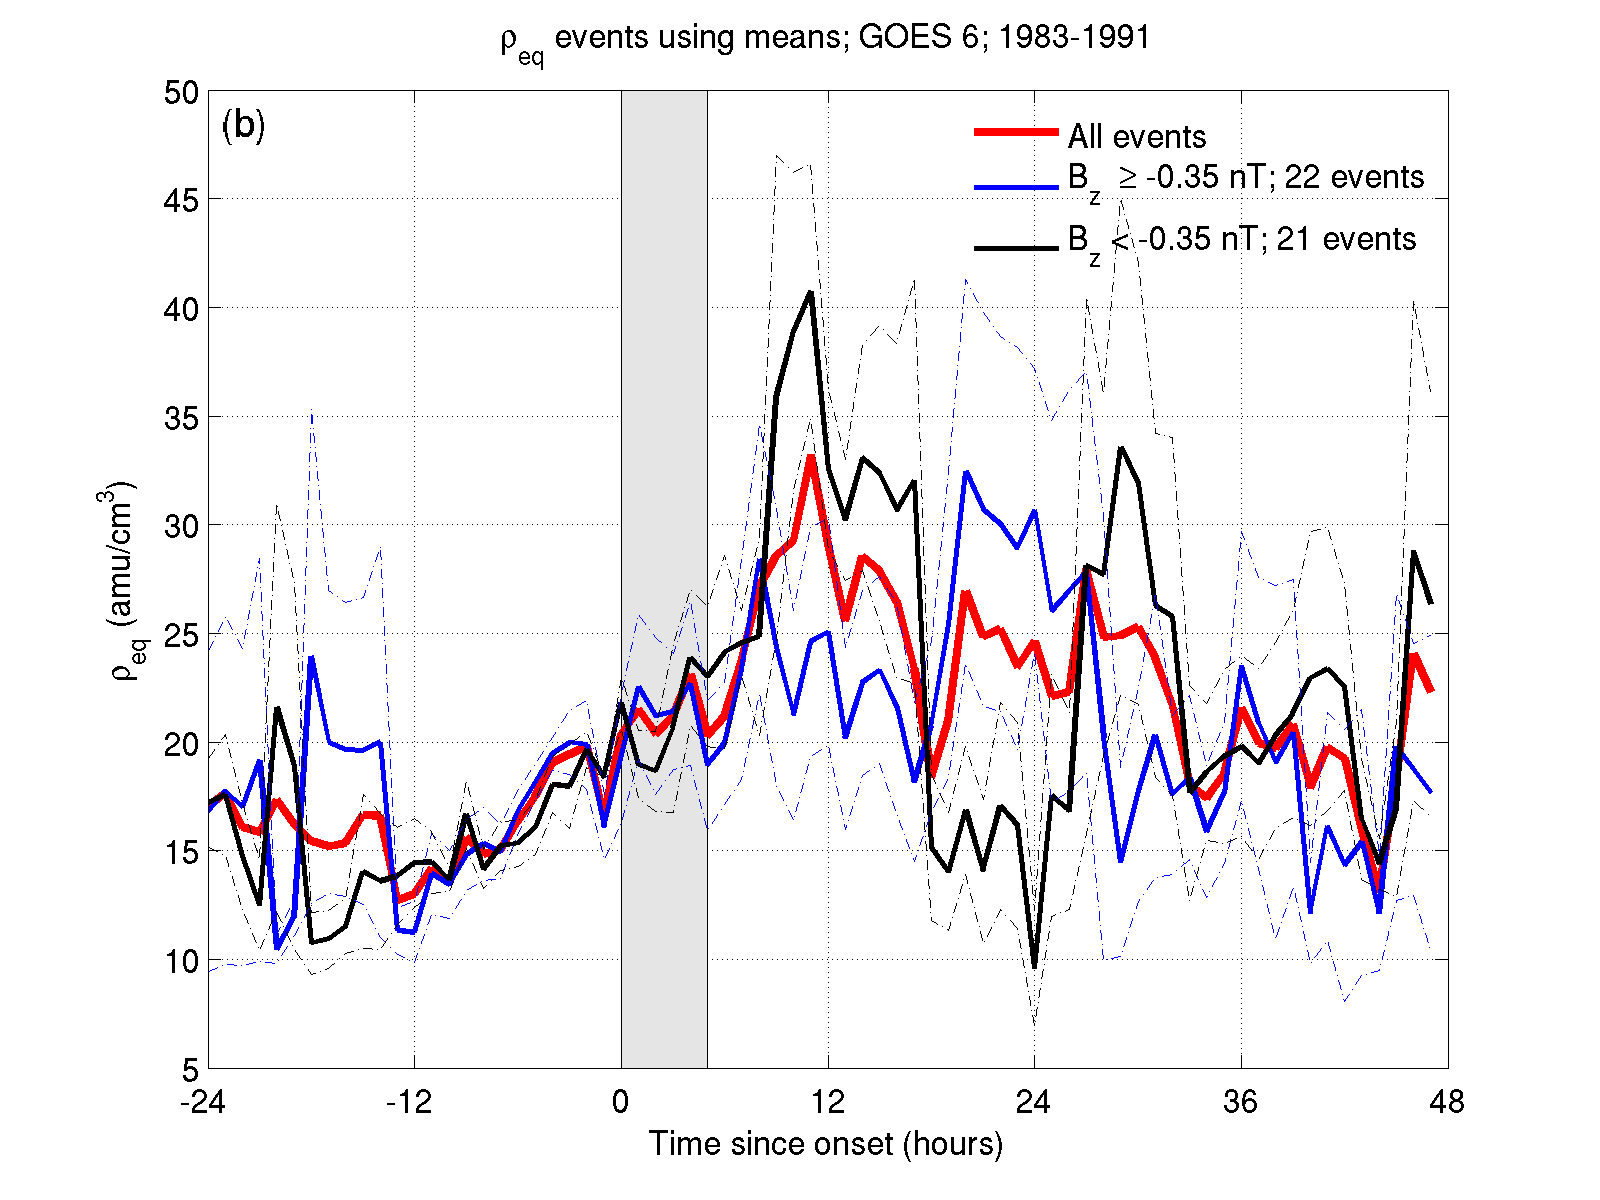 ρeq events using means; GOES 6; 1983-1991
(b)
All events
Bz ≥ -0.35 nT; 22 events
Bz < -0.35 nT; 21 events
50
45
40
35
30
25
20
15
10
5
ρeq (amu/cm³)
-24 -12 0 12 24 36 48
Time since onset (hours)